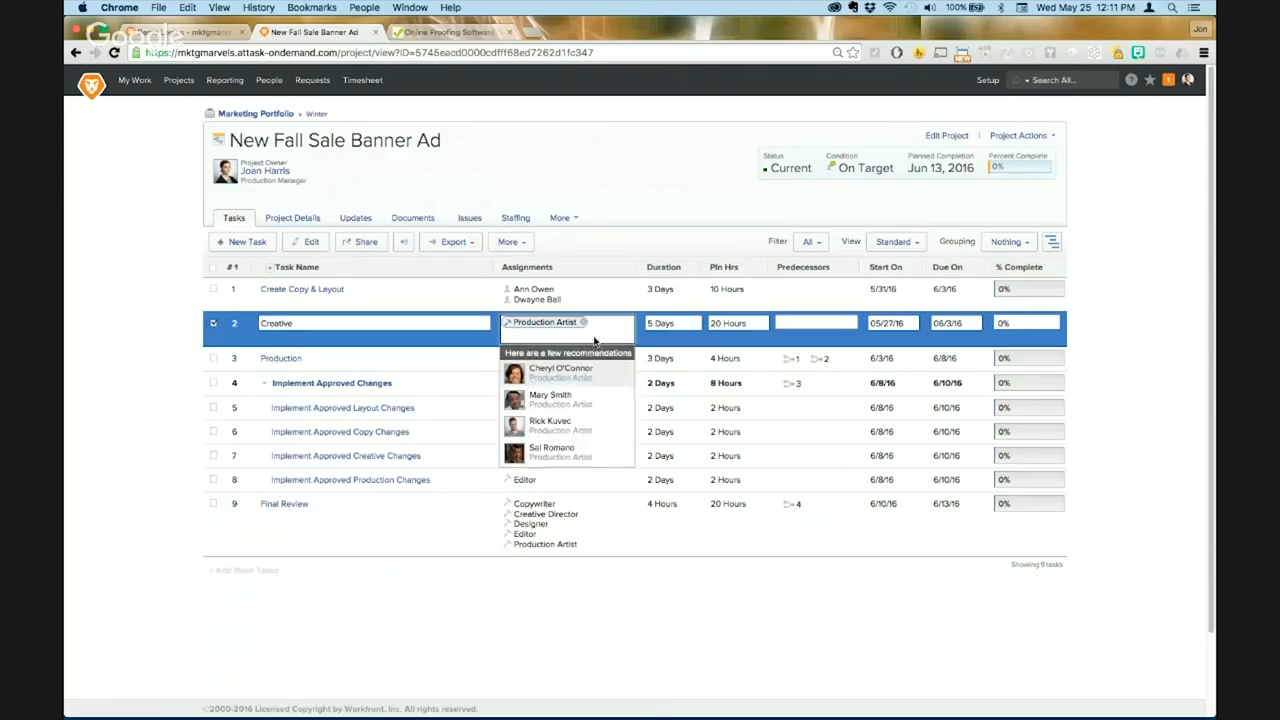 Chrome File Edit View History Bookmarks People Window Help 100% Wed May 25 12:11 PM
Google
mktgmarvels New Fall Sale Banner Ad Online Proofing Software Jon
https://mktgmarvels.attask-ondemand.com/project/view?ID=5745eacd0000cdfff68ed7262d1fc347
NEW
My Work Projects Reporting People Requests Timesheet Setup Search All... 1
Marketing Portfolio » Winter
New Fall Sale Banner Ad
Edit Project Project Actions
Project Owner
Joan Harris
Production Manager
Status Condition Planned Completion Percent Complete
Current On Target Jun 13, 2016 0%
Tasks Project Details Updates Documents Issues Staffing More
+ New Task Edit Share Export More Filter All View Standard Grouping Nothing
# Task Name Assignments Duration Pln Hrs Predecessors Start On Due On % Complete
1 Create Copy & Layout Ann Owen 3 Days 10 Hours 5/31/16 6/3/16 0%
Dwayne Ball
2 Creative Production Artist 5 Days 20 Hours 05/27/16 06/3/16 0%
Here are a few recommendations
3 Production 3 Days 4 Hours 1 2 6/3/16 6/8/16 0%
Cheryl O'Connor
Production Artist
4 Implement Approved Changes 2 Days 8 Hours 3 6/8/16 6/10/16 0%
Mary Smith
Production Artist
5 Implement Approved Layout Changes 2 Days 2 Hours 6/8/16 6/10/16 0%
Rick Kuvec
Production Artist
6 Implement Approved Copy Changes 2 Days 2 Hours 6/8/16 6/10/16 0%
Sal Romano
Production Artist
7 Implement Approved Creative Changes 2 Days 2 Hours 6/8/16 6/10/16 0%
8 Implement Approved Production Changes Editor 2 Days 2 Hours 6/8/16 6/10/16 0%
9 Final Review Copywriter 4 Hours 20 Hours 4 6/10/16 6/13/16 0%
Creative Director
Designer
Editor
Production Artist
+ Add More Tasks Showing 9 tasks
©2000-2016 Licensed Copyright by Workfront, Inc. All rights reserved.